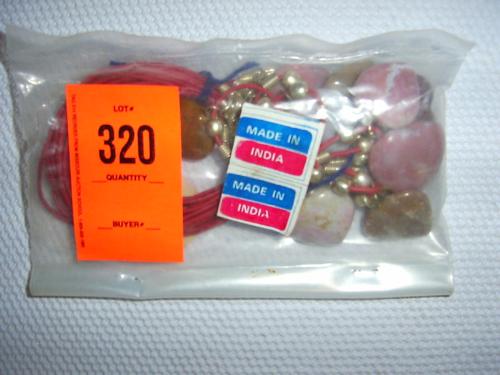 LOT#
320
QUANTITY
BUYER#
MADE IN
INDIA
MADE IN
INDIA